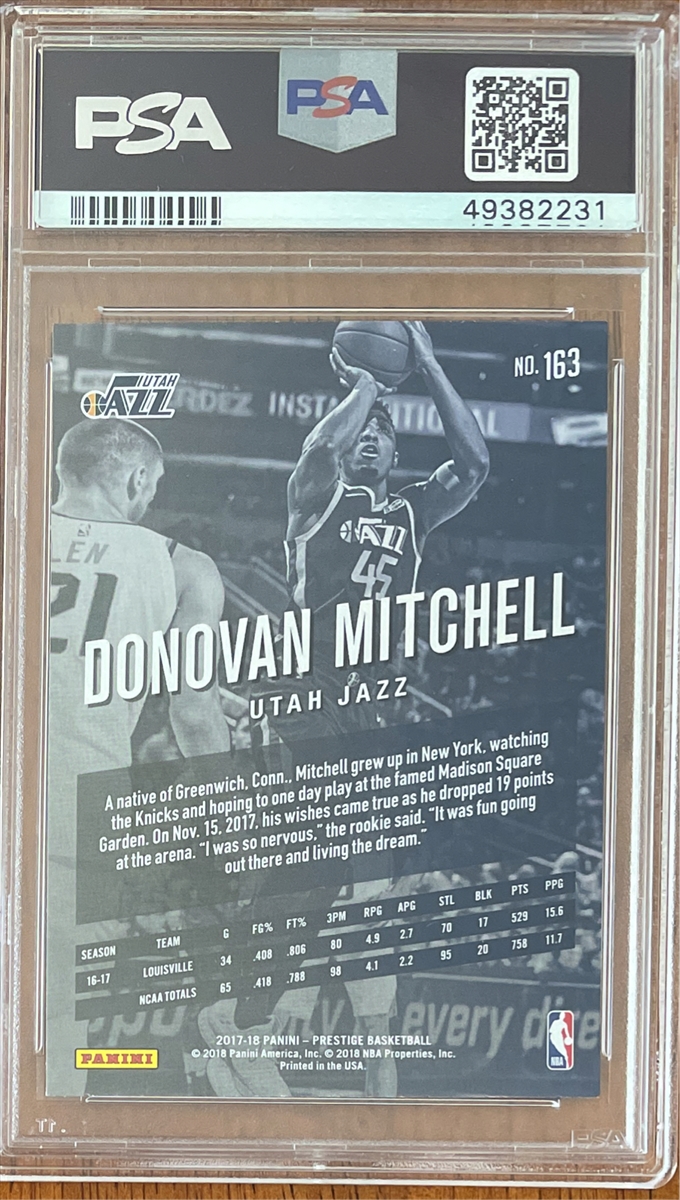 PSA
PSA
49382231
UTAH
JAZZ
NO. 163
INST
LEN
21
JAZZ
45
DONOVAN MITCHELL
UTAH JAZZ
A native of Greenwich, Conn., Mitchell grew up in New York, watching
the Knicks and hoping to one day play at the famed Madison Square
Garden. On Nov. 15, 2017, his wishes came true as he dropped 19 points
at the arena. "I was so nervous," the rookie said. "It was fun going
out there and living the dream."
SEASON TEAM G FG% FT% 3PM RPG APG STL BLK PTS PPG
16-17 LOUISVILLE 34 .408 .806 80 4.9 2.7 70 17 529 15.6
NCAA TOTALS 65 .418 .788 98 4.1 2.2 95 20 758 11.7
every dire
2017-18 PANINI – PRESTIGE BASKETBALL
© 2018 Panini America, Inc. © 2018 NBA Properties, Inc.
Printed in the USA.
PANINI
NBA
PSA